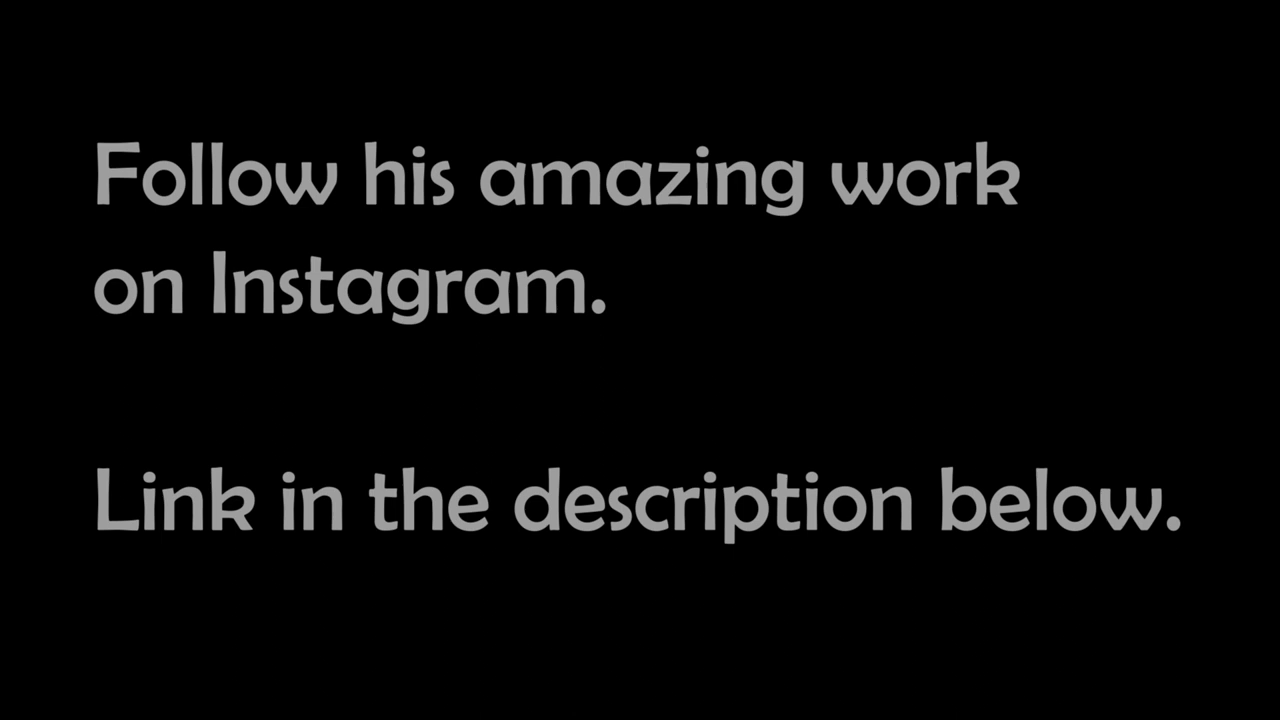 Follow his amazing work
on Instagram.
Link in the description below.